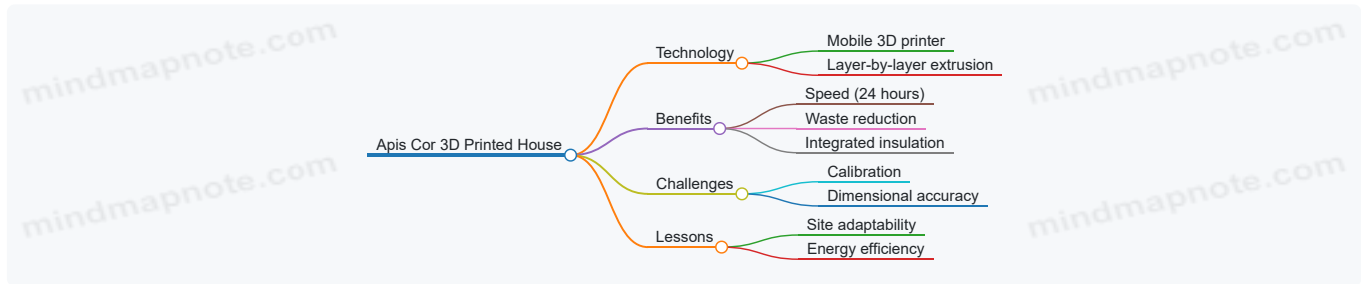 mindmapnote.com
mindmapnote.com
Apis Cor 3D Printed House
Technology
Mobile 3D printer
Layer-by-layer extrusion
Benefits
Speed (24 hours)
Waste reduction
Integrated insulation
Challenges
Calibration
Dimensional accuracy
Lessons
Site adaptability
Energy efficiency
mindmapnote.com
mindmapnote.com